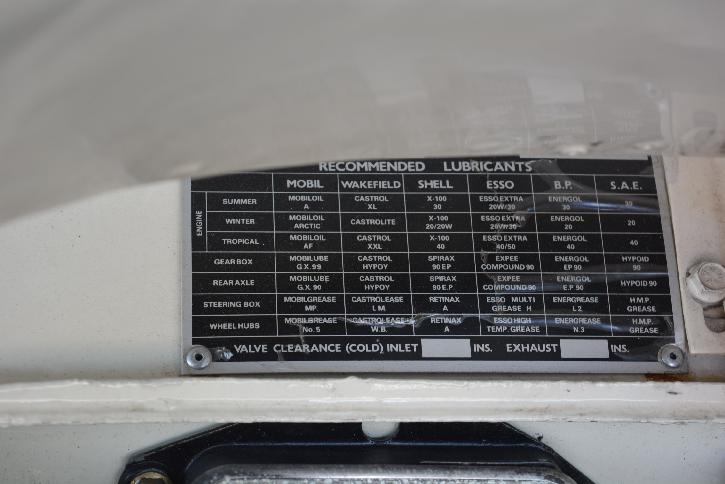 RECOMMENDED LUBRICANTS
MOBIL WAKEFIELD SHELL ESSO B.P. S.A.E.
ENGINE
SUMMER MOBILOIL CASTROL X-100 ESSO EXTRA ENERGOL 30
A XL 30 20W/30 30
WINTER MOBILOIL CASTROLITE X-100 ESSO EXTRA ENERGOL 20
ARCTIC 20/20W 20W/30 20
TROPICAL MOBILOIL CASTROL X-100 ESSO EXTRA ENERGOL 40
AF XXL 40 40/50 40
GEAR BOX MOBILUBE CASTROL SPIRAX EXPEE ENERGOL HYPOID
G.X. 99 HYPOY 90 E.P. COMPOUND 90 EP 90 90
REAR AXLE MOBILUBE CASTROL SPIRAX EXPEE ENERGOL HYPOID 90
G.X. 90 HYPOY 90 E.P. COMPOUND 90 E.P 90
STEERING BOX MOBILGREASE CASTROLEASE RETINAX ESSO MULTI ENERGREASE H.M.P.
MP. L.M. A GREASE H L2 GREASE
WHEEL HUBS MOBILGREASE CASTROLEASE RETINAX ESSO HIGH ENERGREASE H.M.P.
No. 5 W.B. A TEMP. GREASE N.3 GREASE
VALVE CLEARANCE (COLD) INLET INS. EXHAUST INS.